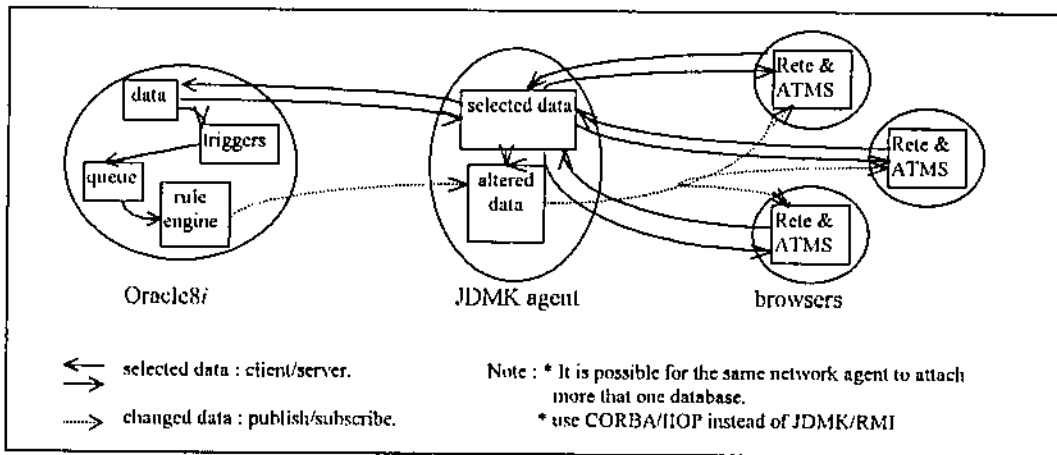 data
triggers
queue
rule
engine
Oracle8i
selected data
altered
data
JDMK agent
Rete &
ATMS
Rete &
ATMS
Rete &
ATMS
browsers
selected data : client/server.
changed data : publish/subscribe.
Note : * It is possible for the same network agent to attach
more that one database.
* use CORBA/IIOP instead of JDMK/RMI